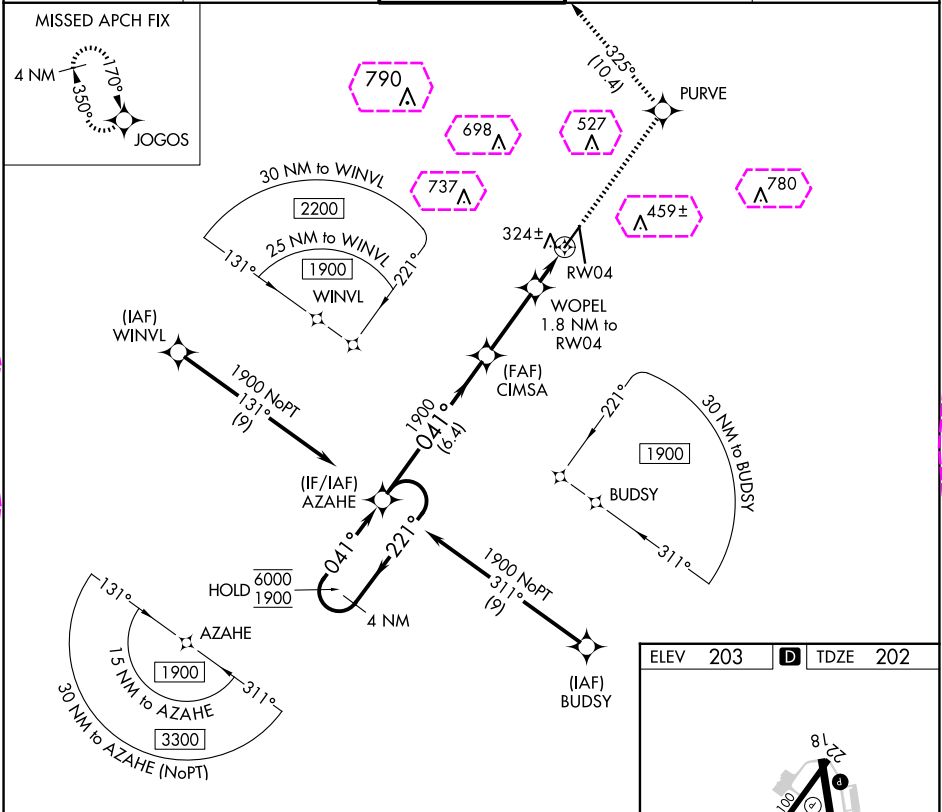 MISSED APCH FIX
4 NM
170°
350°
JOGOS
325°
(10.4)
PURVE
790
698
527
737
459±
780
324±
RW04
WOPEL
1.8 NM to
RW04
30 NM to WINVL
2200
25 NM to WINVL
1900
131°
221°
WINVL
(IAF)
WINVL
1900 NoPT
131°
(9)
(FAF)
CIMSA
1900
041°
(6.4)
(IF/IAF)
AZAHE
041°
221°
HOLD
6000
1900
4 NM
221°
30 NM to BUDSY
1900
BUDSY
311°
1900 NoPT
311°
(9)
(IAF)
BUDSY
131°
AZAHE
1900
15 NM to AZAHE
311°
3300
30 NM to AZAHE (NoPT)
ELEV 203 D TDZE 202
18
22
P
P